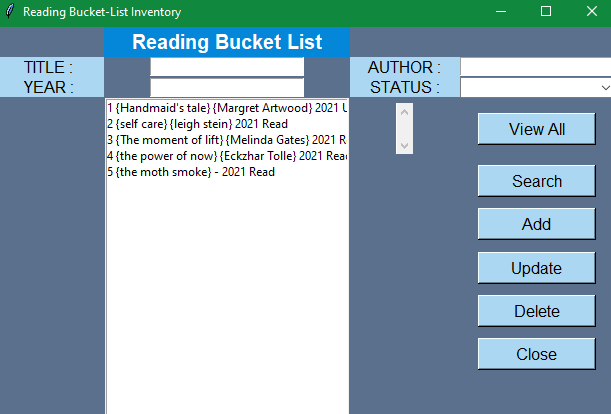 Reading Bucket-List Inventory
Reading Bucket List
TITLE : AUTHOR :
YEAR : STATUS :
1 {Handmaid's tale} {Margret Artwood} 2021 U
2 {self care} {leigh stein} 2021 Read
3 {The moment of lift} {Melinda Gates} 2021 R
4 {the power of now} {Eckzhar Tolle} 2021 Read
5 {the moth smoke} - 2021 Read
View All
Search
Add
Update
Delete
Close